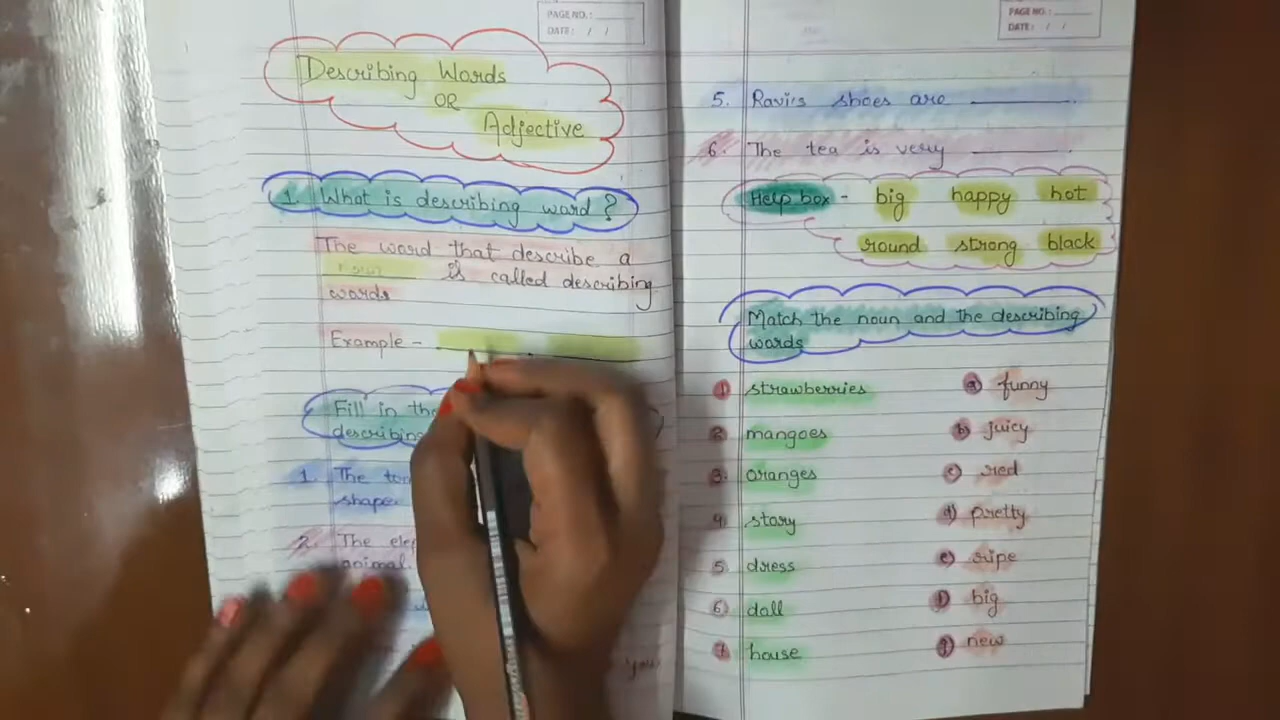 PAGE NO.:
DATE: / /
Describing Words
OR
Adjective
1. What is describing word?
The word that describe a
noun is called describing
words
Example -
Fill in the
describing
1. The
shape
2. The
animal.
you
PAGE NO.:
DATE: / /
5. Ravi's shoes are ________.
6. The tea is very ________.
Help box - big happy hot
round strong black
Match the noun and the describing
words
1 strawberries a) funny
2 mangoes b) juicy
3. oranges c) red
4. story d) pretty
5. dress e) ripe
6. doll f) big
7 house g) new